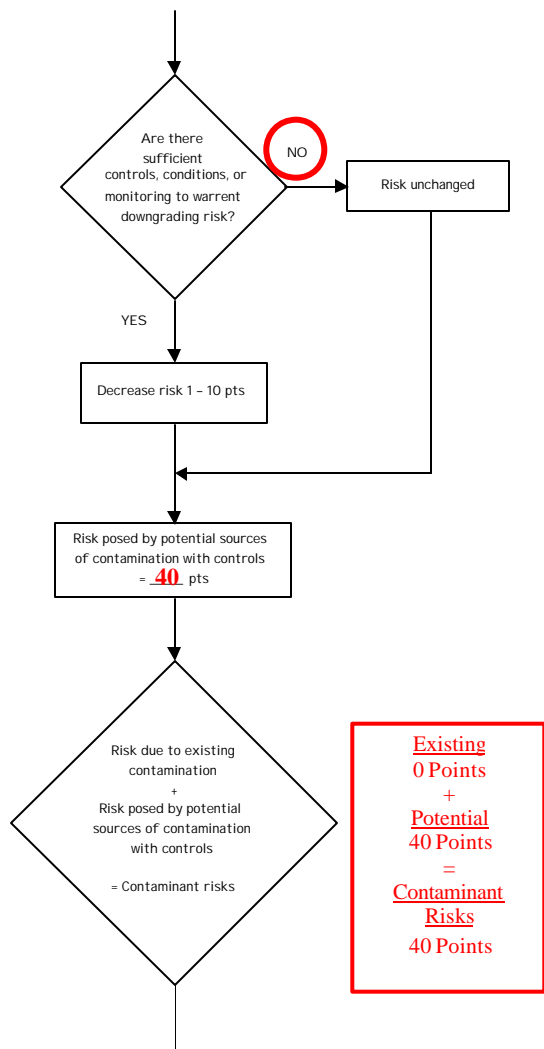 Are there
sufficient
controls, conditions, or
monitoring to warrent
downgrading risk?
NO
Risk unchanged
YES
Decrease risk 1 – 10 pts
Risk posed by potential sources
of contamination with controls
= 40 pts
Risk due to existing
contamination
+
Risk posed by potential
sources of contamination
with controls
= Contaminant risks
Existing
0 Points
+
Potential
40 Points
=
Contaminant
Risks
40 Points